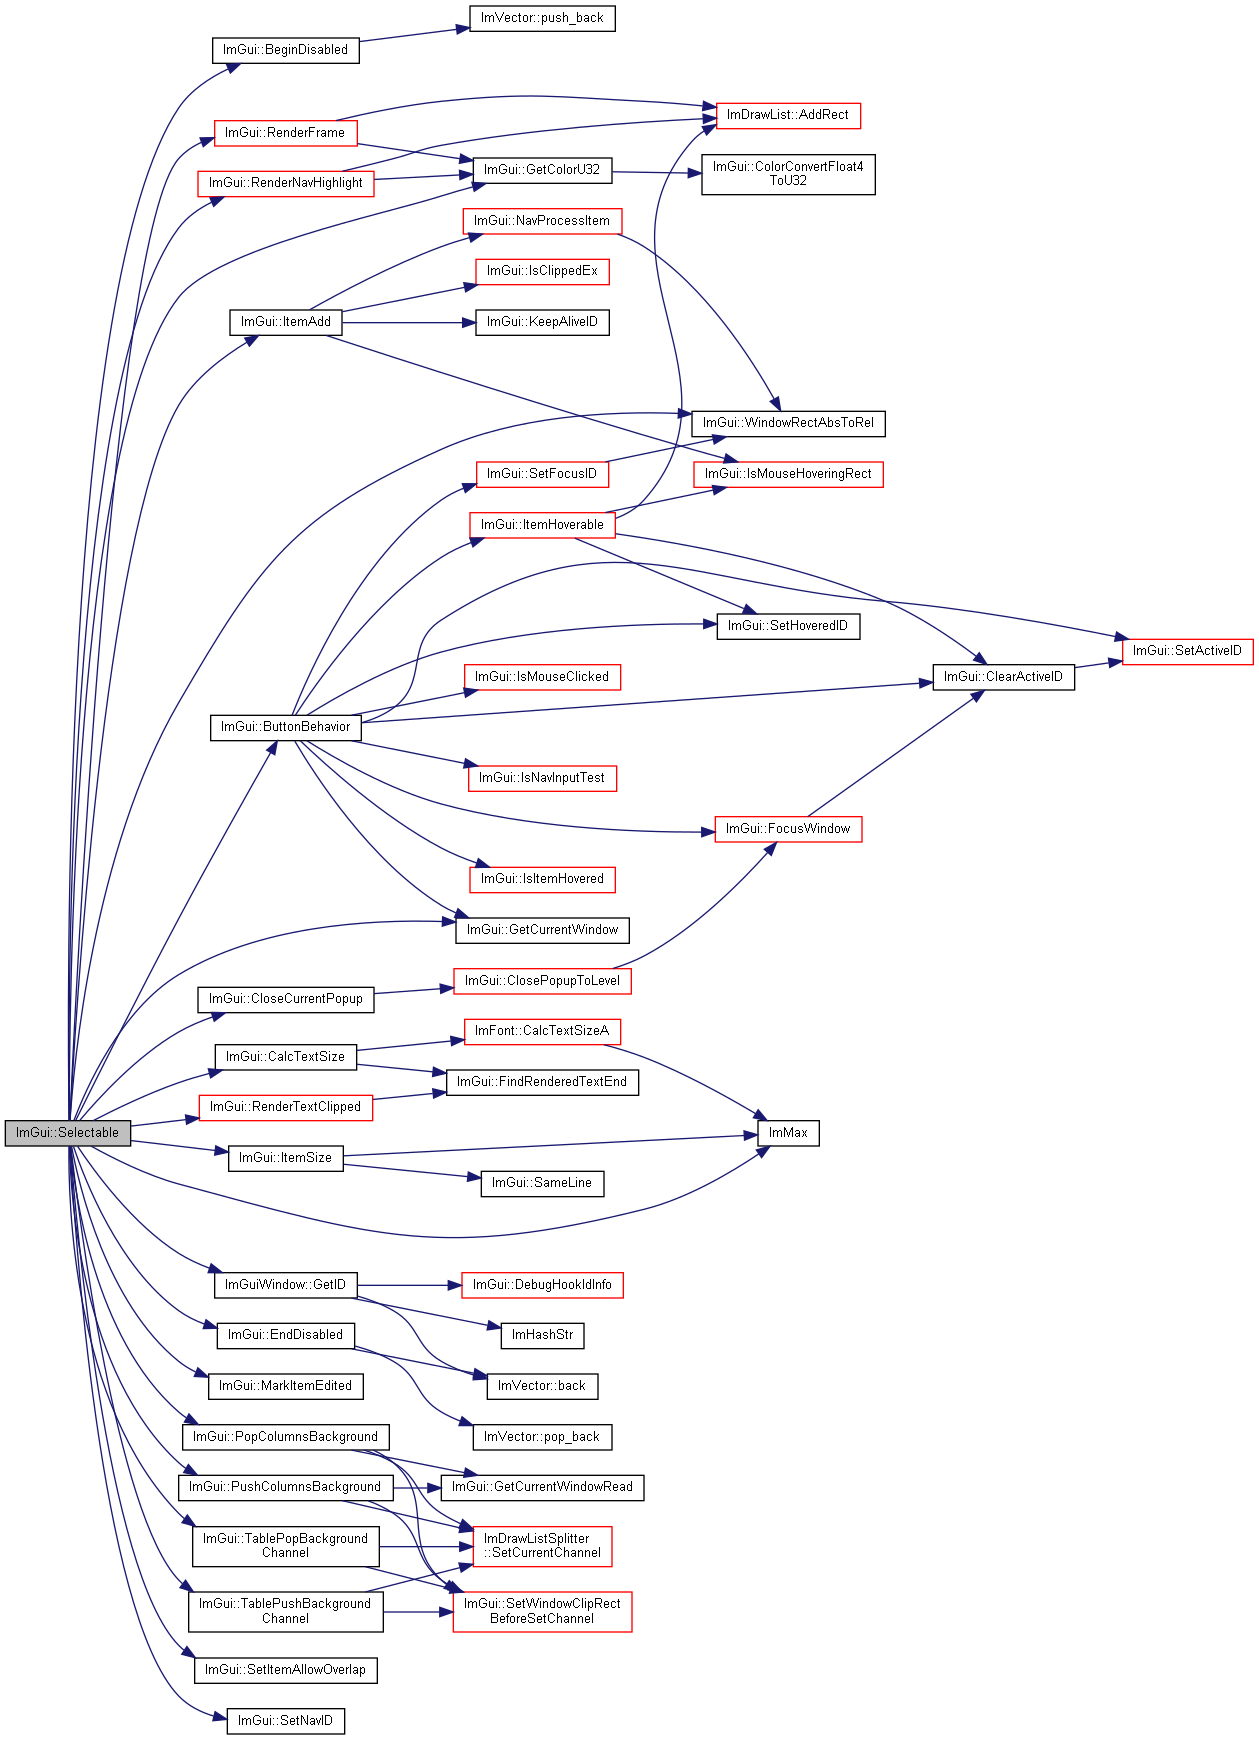 ImVector::push_back
ImGui::BeginDisabled
ImDrawList::AddRect
ImGui::RenderFrame
ImGui::GetColorU32
ImGui::ColorConvertFloat4
ToU32
ImGui::RenderNavHighlight
ImGui::NavProcessItem
ImGui::IsClippedEx
ImGui::ItemAdd
ImGui::KeepAliveID
ImGui::WindowRectAbsToRel
ImGui::SetFocusID
ImGui::IsMouseHoveringRect
ImGui::ItemHoverable
ImGui::SetHoveredID
ImGui::SetActiveID
ImGui::IsMouseClicked
ImGui::ClearActiveID
ImGui::ButtonBehavior
ImGui::IsNavInputTest
ImGui::FocusWindow
ImGui::IsItemHovered
ImGui::GetCurrentWindow
ImGui::ClosePopupToLevel
ImGui::CloseCurrentPopup
ImFont::CalcTextSizeA
ImGui::CalcTextSize
ImGui::FindRenderedTextEnd
ImGui::RenderTextClipped
ImGui::Selectable
ImMax
ImGui::ItemSize
ImGui::SameLine
ImGuiWindow::GetID
ImGui::DebugHookIdInfo
ImGui::EndDisabled
ImHashStr
ImGui::MarkItemEdited
ImVector::back
ImGui::PopColumnsBackground
ImVector::pop_back
ImGui::PushColumnsBackground
ImGui::GetCurrentWindowRead
ImGui::TablePopBackground
Channel
ImDrawListSplitter
::SetCurrentChannel
ImGui::TablePushBackground
Channel
ImGui::SetWindowClipRect
BeforeSetChannel
ImGui::SetItemAllowOverlap
ImGui::SetNavID